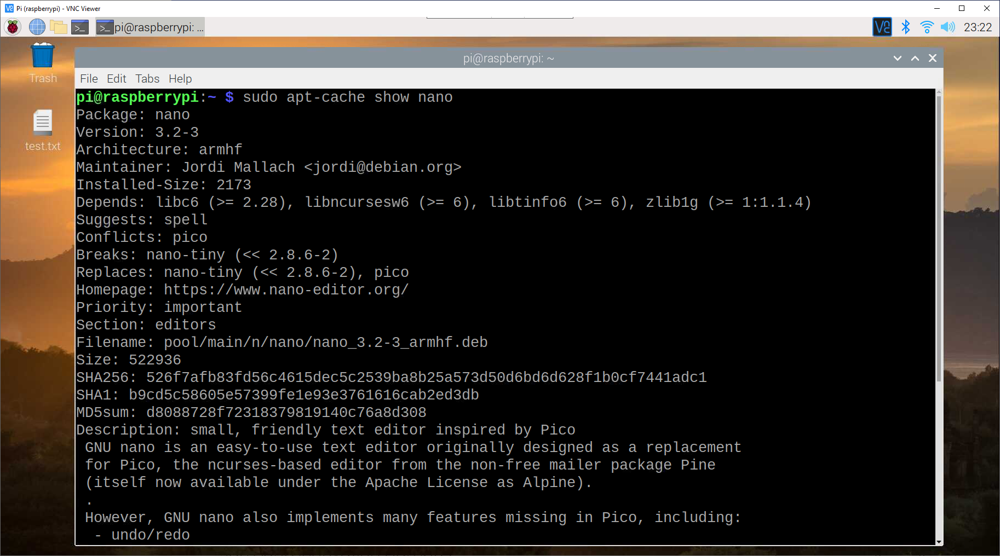 Pi (raspberrypi) - VNC Viewer
pi@raspberrypi: ...
23:22
Trash
test.txt
pi@raspberrypi: ~
File Edit Tabs Help
pi@raspberrypi:~ $ sudo apt-cache show nano
Package: nano
Version: 3.2-3
Architecture: armhf
Maintainer: Jordi Mallach <jordi@debian.org>
Installed-Size: 2173
Depends: libc6 (>= 2.28), libncursesw6 (>= 6), libtinfo6 (>= 6), zlib1g (>= 1:1.1.4)
Suggests: spell
Conflicts: pico
Breaks: nano-tiny (<< 2.8.6-2)
Replaces: nano-tiny (<< 2.8.6-2), pico
Homepage: https://www.nano-editor.org/
Priority: important
Section: editors
Filename: pool/main/n/nano/nano_3.2-3_armhf.deb
Size: 522936
SHA256: 526f7afb83fd56c4615dec5c2539ba8b25a573d50d6bd6d628f1b0cf7441adc1
SHA1: b9cd5c58605e57399fe1e93e3761616cab2ed3db
MD5sum: d8088728f72318379819140c76a8d308
Description: small, friendly text editor inspired by Pico
GNU nano is an easy-to-use text editor originally designed as a replacement
for Pico, the ncurses-based editor from the non-free mailer package Pine
(itself now available under the Apache License as Alpine).
.
However, GNU nano also implements many features missing in Pico, including:
- undo/redo